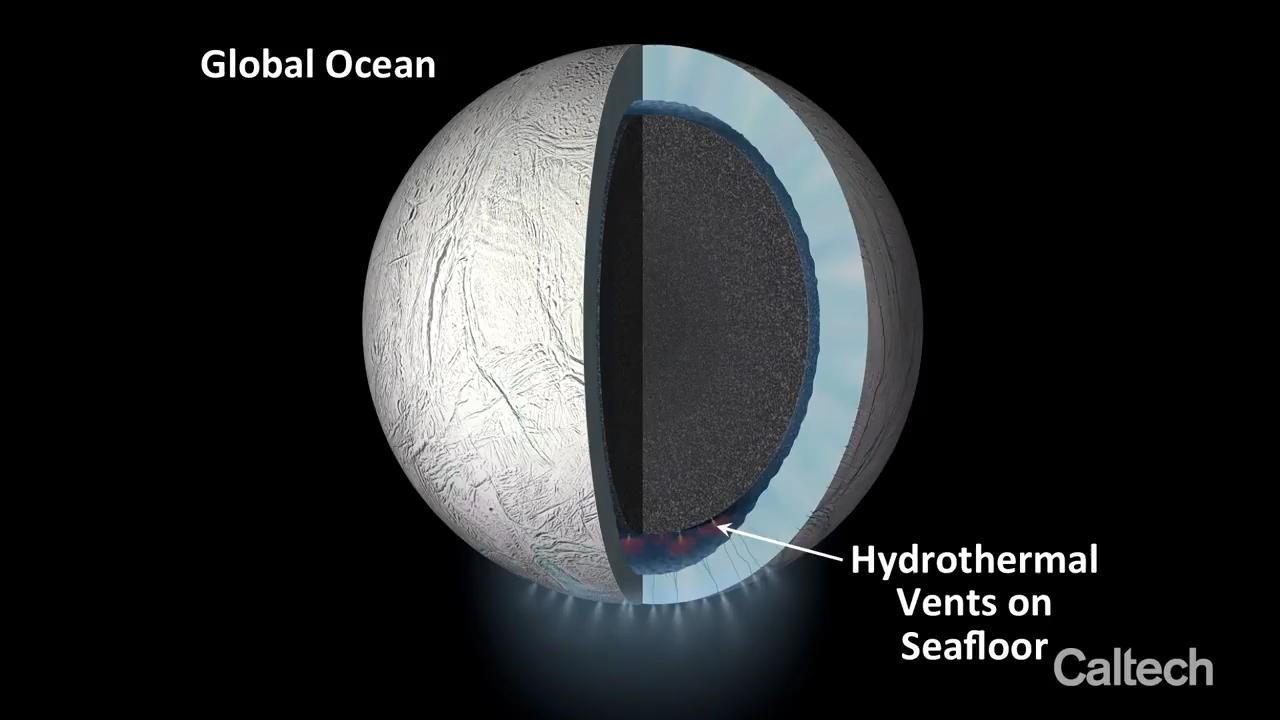 Global Ocean
Hydrothermal
Vents on
Seafloor
Caltech